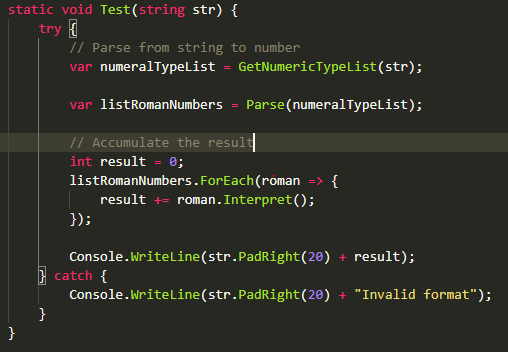 static void Test(string str) {
    try {
        // Parse from string to number
        var numeralTypeList = GetNumericTypeList(str);
        var listRomanNumbers = Parse(numeralTypeList);
        // Accumulate the result
        int result = 0;
        listRomanNumbers.ForEach(roman => {
            result += roman.Interpret();
        });
        Console.WriteLine(str.PadRight(20) + result);
    } catch {
        Console.WriteLine(str.PadRight(20) + "Invalid format");
    }
}